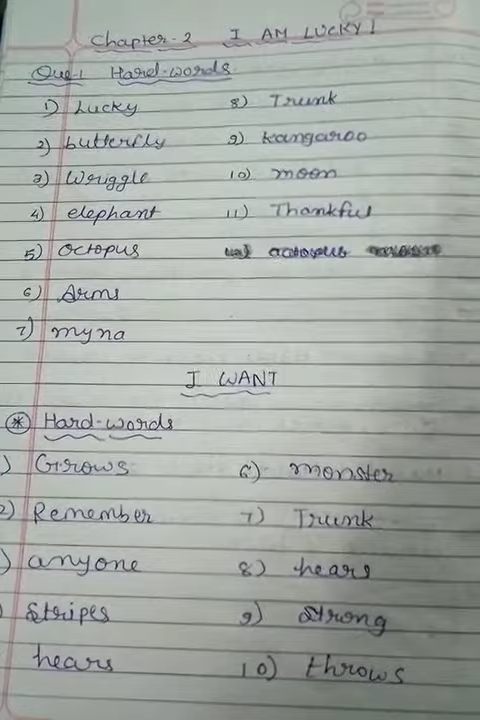 Chapter-2 I AM LUCKY!
Que-1 Hard-words
1) Lucky 8) Trunk
2) butterfly 9) kangaroo
3) Wriggle 10) moon
4) elephant 11) Thankful
5) Octopus
6) Arms
7) myna
I WANT
* Hard-words
) Grows 6) monster
2) Remember 7) Trunk
) anyone 8) hears
) Stripes 9) Strong
hears 10) throws